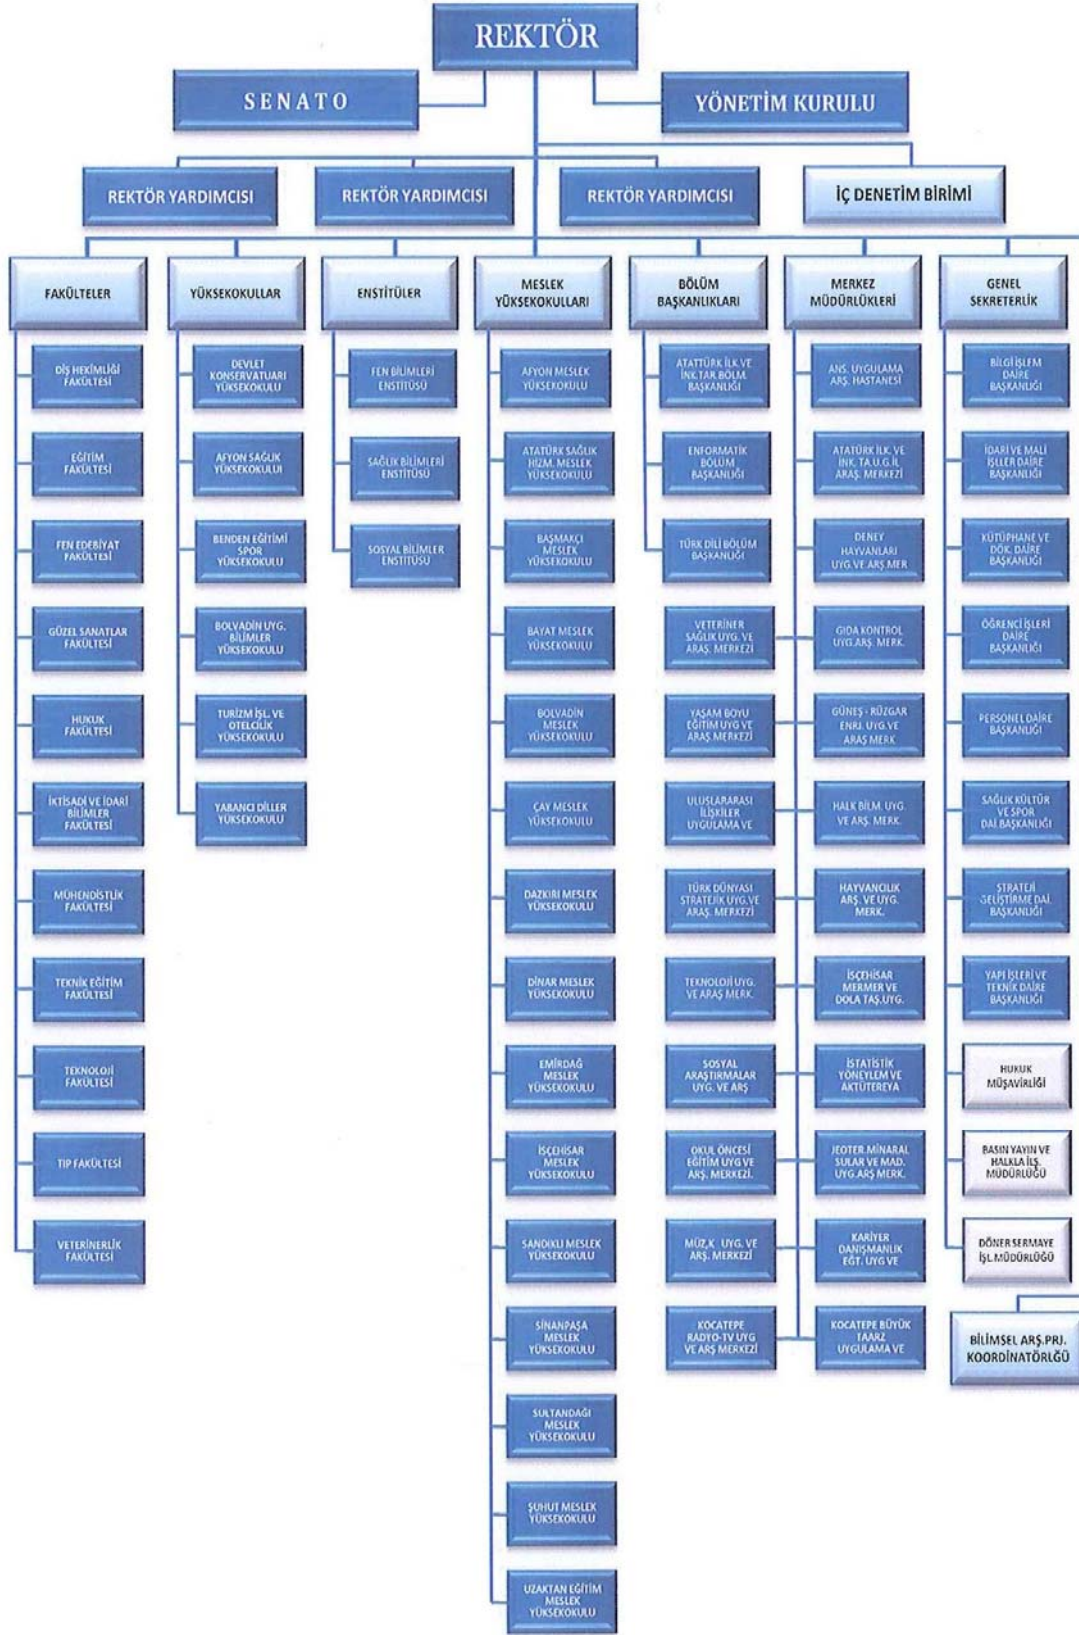 REKTÖR
SENATO
YÖNETİM KURULU
REKTÖR YARDIMCISI
REKTÖR YARDIMCISI
REKTÖR YARDIMCISI
İÇ DENETİM BİRİMİ
FAKÜLTELER
DİŞ HEKİMLİĞİ
FAKÜLTESİ
EĞİTİM
FAKÜLTESİ
FEN EDEBİYAT
FAKÜLTESİ
GÜZEL SANATLAR
FAKÜLTESİ
HUKUK
FAKÜLTESİ
İKTİSADİ VE İDARİ
BİLİMLER
FAKÜLTESİ
MÜHENDİSTLİK
FAKÜLTESİ
TEKNİK EĞİTİM
FAKÜLTESİ
TEKNOLOJİ
FAKÜLTESİ
TIP FAKÜLTESİ
VETERİNERLİK
FAKÜLTESİ
YÜKSEKOKULLAR
DEVLET
KONSERVATUARI
YÜKSEKOKULU
AFYON SAĞLIK
YÜKSEKOKULUI
BENDEN EĞİTİMİ
SPOR
YÜKSEKOKULU
BOLVADİN UYG.
BİLİMLER
YÜKSEKOKULU
TURİZM İŞL. VE
OTELCİLİK
YÜKSEKOKULU
YABANCI DİLLER
YÜKSEKOKULU
ENSTİTÜLER
FEN BİLİMLERİ
ENSTİTÜSÜ
SAĞLIK BİLİMLERİ
ENSTİTÜSÜ
SOSYAL BİLİMLER
ENSTİTÜSÜ
MESLEK
YÜKSEKOKULLARI
AFYON MESLEK
YÜKSEKOKULU
ATATÜRK SAĞLIK
HİZM. MESLEK
YÜKSEKOKULU
BAŞMAKÇI
MESLEK
YÜKSEKOKULU
BAYAT MESLEK
YÜKSEKOKULU
BOLVADİN
MESLEK
YÜKSEKOKULU
ÇAY MESLEK
YÜKSEKOKULU
DAZKIRI MESLEK
YÜKSEKOKULU
DİNAR MESLEK
YÜKSEKOKULU
EMİRDAĞ
MESLEK
YÜKSEKOKULU
İSÇEHİSAR
MESLEK
YÜKSEKOKULU
SANDIKLI MESLEK
YÜKSEKOKULU
SİNANPAŞA
MESLEK
YÜKSEKOKULU
SULTANDAĞI
MESLEK
YÜKSEKOKULU
ŞUHUT MESLEK
YÜKSEKOKULU
UZAKTAN EĞİTİM
MESLEK
YÜKSEKOKULU
BÖLÜM
BAŞKANLIKLARI
ATATTÜRK İLK. VE
İNK.TAR.BÖLM.
BAŞKANLIĞI
ENFORMATİK
BÖLÜM
BAŞKANLIĞI
TÜRK DİLİ BÖLÜM
BAŞKANLIĞI
VETERİNER
SAĞLIK UYG. VE
ARAŞ. MERKEZİ
YAŞAM BOYU
EĞİTİM UYG VE
ARAŞ MERKEZİ
ULUSLARARASI
İLİŞKİLER
UYGULAMA VE
TÜRK DÜNYASI
STRATEJİK UYG.VE
ARAŞ. MERKEZİ
TEKNOLOJİ UYG.
VE ARAŞ MERK.
SOSYAL
ARAŞTIRMALAR
UYG. VE ARŞ
OKUL ÖNCESİ
EĞİTİM UYG VE
ARŞ. MERKEZİ.
MÜZ,K . UYG. VE
ARŞ. MERKEZİ
KOCATEPE
RADYO-TV UYG
VE ARŞ MERKEZİ
MERKEZ
MÜDÜRLÜKLERİ
ANS. UYGULAMA
ARŞ. HASTANESİ
ATATÜRK İLK. VE
İNK. TA.U.G.İL
ARAŞ. MERKEZİ
DENEY
HAYVANLARI
UYG.VE.ARŞ.MER
GIDA KONTROL
UYG.ARŞ. MERK.
GÜNEŞ - RÜZGAR
ENRJ. UYG. VE
ARAŞ MERK
HALK BİLM. UYG.
VE ARŞ. MERK.
HAYVANCILIK
ARŞ. VE UYG.
MERK.
İSÇEHİSAR
MERMER VE
DOLA TAŞ.UYG.
İSTATİSTİK
YÖNEYLEM VE
AKTÜTEREYA
JEOTER.MİNARAL
SULAR VE MAD.
UYG.ARŞ MERK.
KARİYER
DANIŞMANLIK
EĞT. UYG VE
KOCATEPE BÜYÜK
TAARZ
UYGULAMA VE
GENEL
SEKRETERLİK
BİLGİ İŞLEM
DAİRE
BAŞKANLIĞI
İDARİ VE MALİ
İŞLLER DAİRE
BAŞKANLIĞI
KÜTÜPHANE VE
DÖK. DAİRE
BAŞKANLIĞI
ÖĞRENCİ İŞLERİ
DAİRE
BAŞKANLIĞI
PERSONEL DAİRE
BAŞKANLIĞI
SAĞLIK KÜLTÜR
VE SPOR
DAİ.BAŞKANLIĞI
STRATEJİ
GELİŞTİRME DAİ.
BAŞKANLIĞI
YAPI İŞLERİ VE
TEKNİK DAİRE
BAŞKANLIĞI
HUKUK
MÜŞAVİRLİĞİ
BASIN YAYIN VE
HALKLA İLŞ.
MÜDÜRLÜĞÜ
DÖNER SERMAYE
İŞL.MÜDÜRLÜĞÜ
BİLİMSEL ARŞ.PRJ.
KOORDİNATÖRLĞÜ